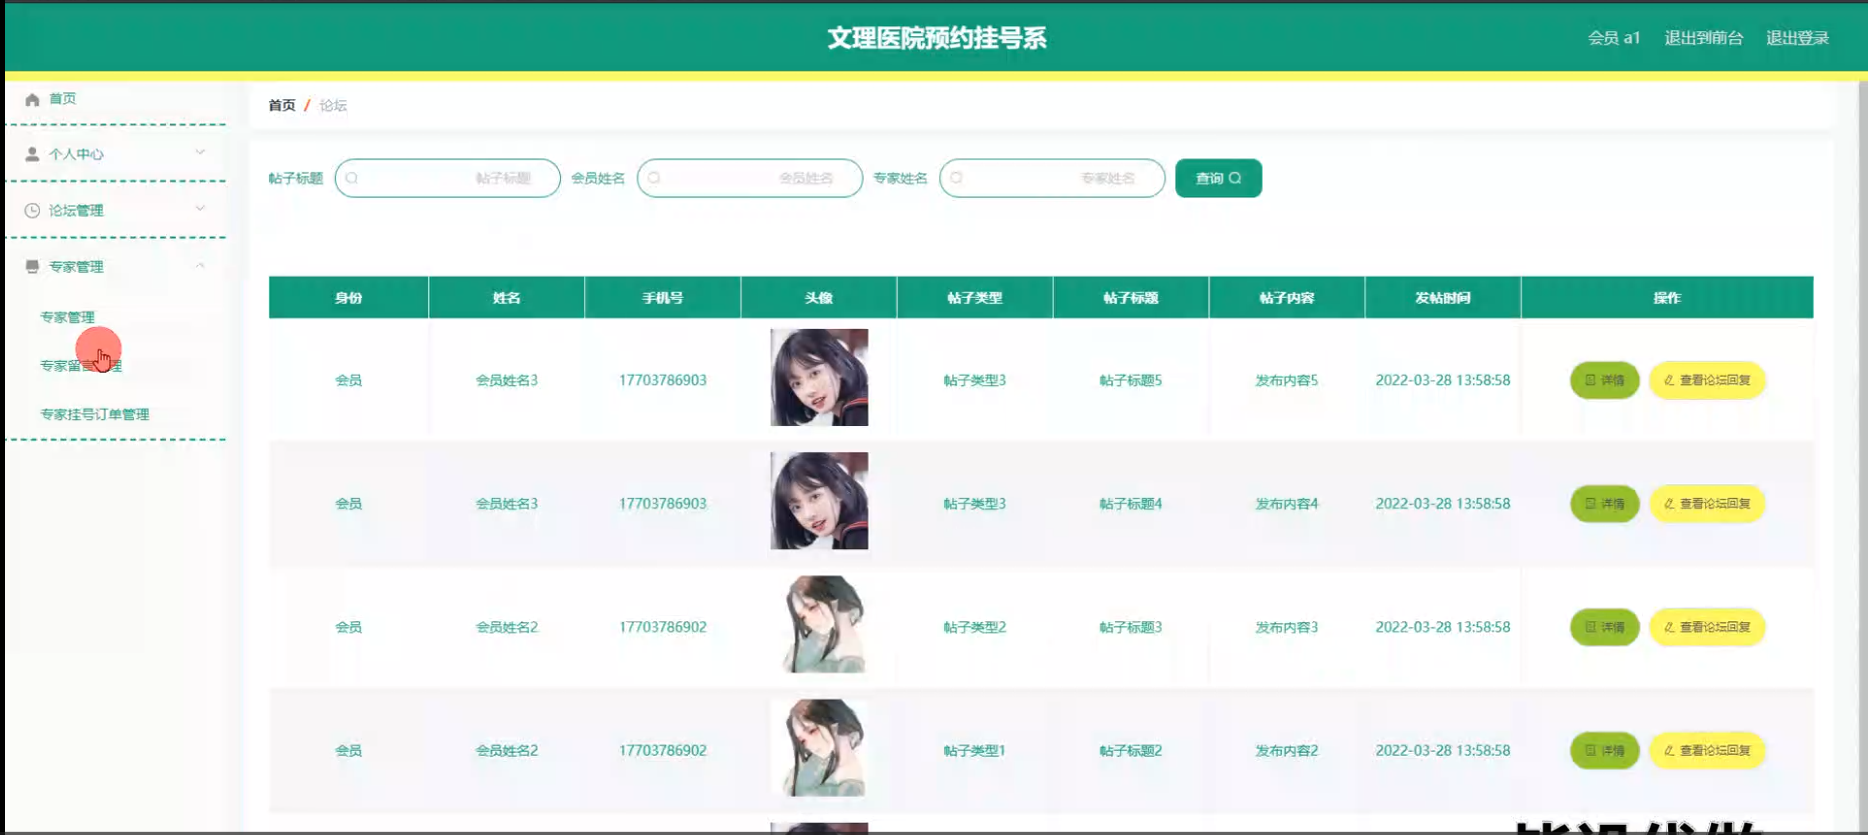 文理医院预约挂号系
会员 a1 退出到前台 退出登录
首页
个人中心
论坛管理
专家管理
专家管理
专家留言管理
专家挂号订单管理
首页 / 论坛
帖子标题 帖子标题 会员姓名 会员姓名 专家姓名 专家姓名 查询
身份 姓名 手机号 头像 帖子类型 帖子标题 帖子内容 发帖时间 操作
会员 会员姓名3 17703786903 帖子类型3 帖子标题5 发布内容5 2022-03-28 13:58:58 详情 查看论坛回复
会员 会员姓名3 17703786903 帖子类型3 帖子标题4 发布内容4 2022-03-28 13:58:58 详情 查看论坛回复
会员 会员姓名2 17703786902 帖子类型2 帖子标题3 发布内容3 2022-03-28 13:58:58 详情 查看论坛回复
会员 会员姓名2 17703786902 帖子类型1 帖子标题2 发布内容2 2022-03-28 13:58:58 详情 查看论坛回复